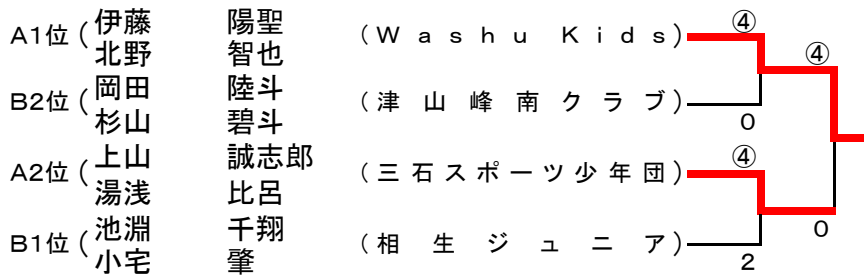 伊藤 陽聖
A1位 ( (Washu Kids) ④
北野 智也
④
岡田 陸斗
B2位 ( (津山峰南クラブ)
杉山 碧斗
0
上山 誠志郎
A2位 ( (三石スポーツ少年団) ④
湯浅 比呂
0
池淵 千翔
B1位 ( (相生ジュニア)
小宅 肇
2